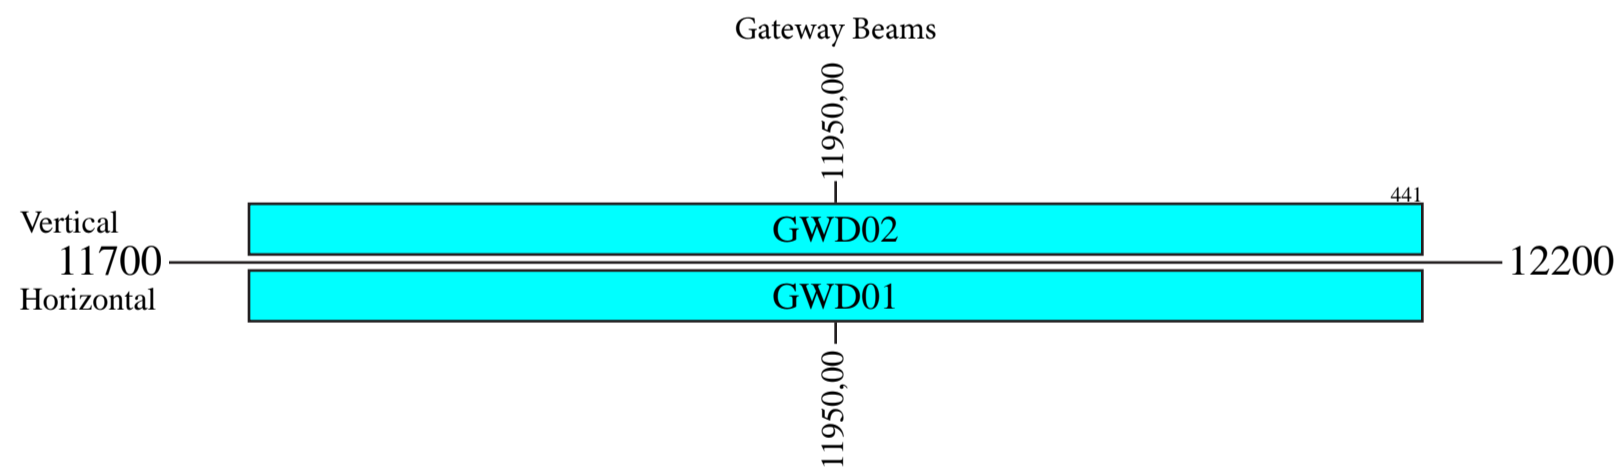 Gateway Beams
11950,00
441
Vertical
GWD02
11700
12200
Horizontal
GWD01
11950,00